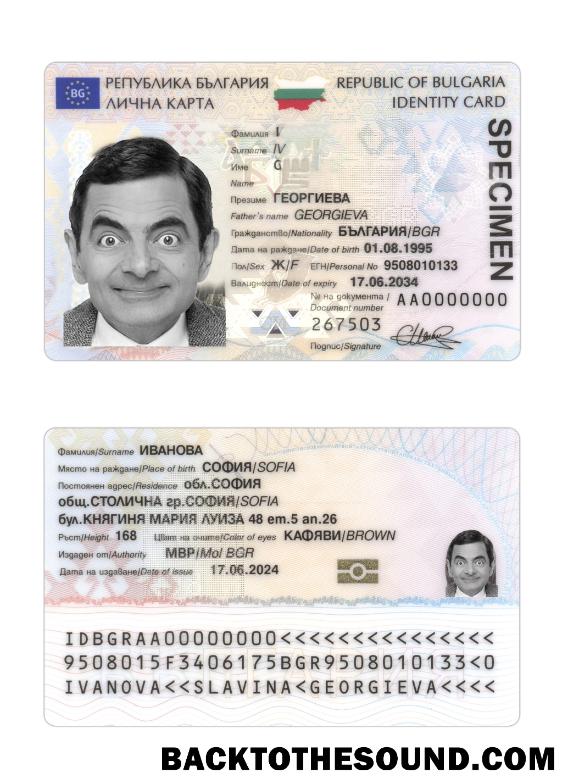 BG
РЕПУБЛИКА БЪЛГАРИЯ
ЛИЧНА КАРТА
REPUBLIC OF BULGARIA
IDENTITY CARD
SPECIMEN
Фамилия V
Surname IV
Име G
Name
Презиме ГЕОРГИЕВА
Father's name GEORGIEVA
Гражданство/Nationality БЪЛГАРИЯ/BGR
Дата на раждане/Date of birth 01.08.1995
Пол/Sex Ж/F ЕГН/Personal No 9508010133
Валидност/Date of expiry 17.06.2034
№ на документа / Document number AA0000000
267503
Подпис/Signature
Фамилия/Surname ИВАНОВА
Място на раждане/Place of birth СОФИЯ/SOFIA
Постоянен адрес/Residence обл.СОФИЯ
общ.СТОЛИЧНА гр.СОФИЯ/SOFIA
бул.КНЯГИНЯ МАРИЯ ЛУИЗА 48 em.5 an.26
Ръст/Height 168 Цвят на очите/Color of eyes КАФЯВИ/BROWN
Издаден от/Authority МВР/MoI BGR
Дата на издаване/Date of issue 17.06.2024
IDBGRAA00000000<<<<<<<<<<<<<<<
9508015F3406175BGR9508010133<0
IVANOVA<<SLAVINA<GEORGIEVA<<<<
BACKTOTHESOUND.COM